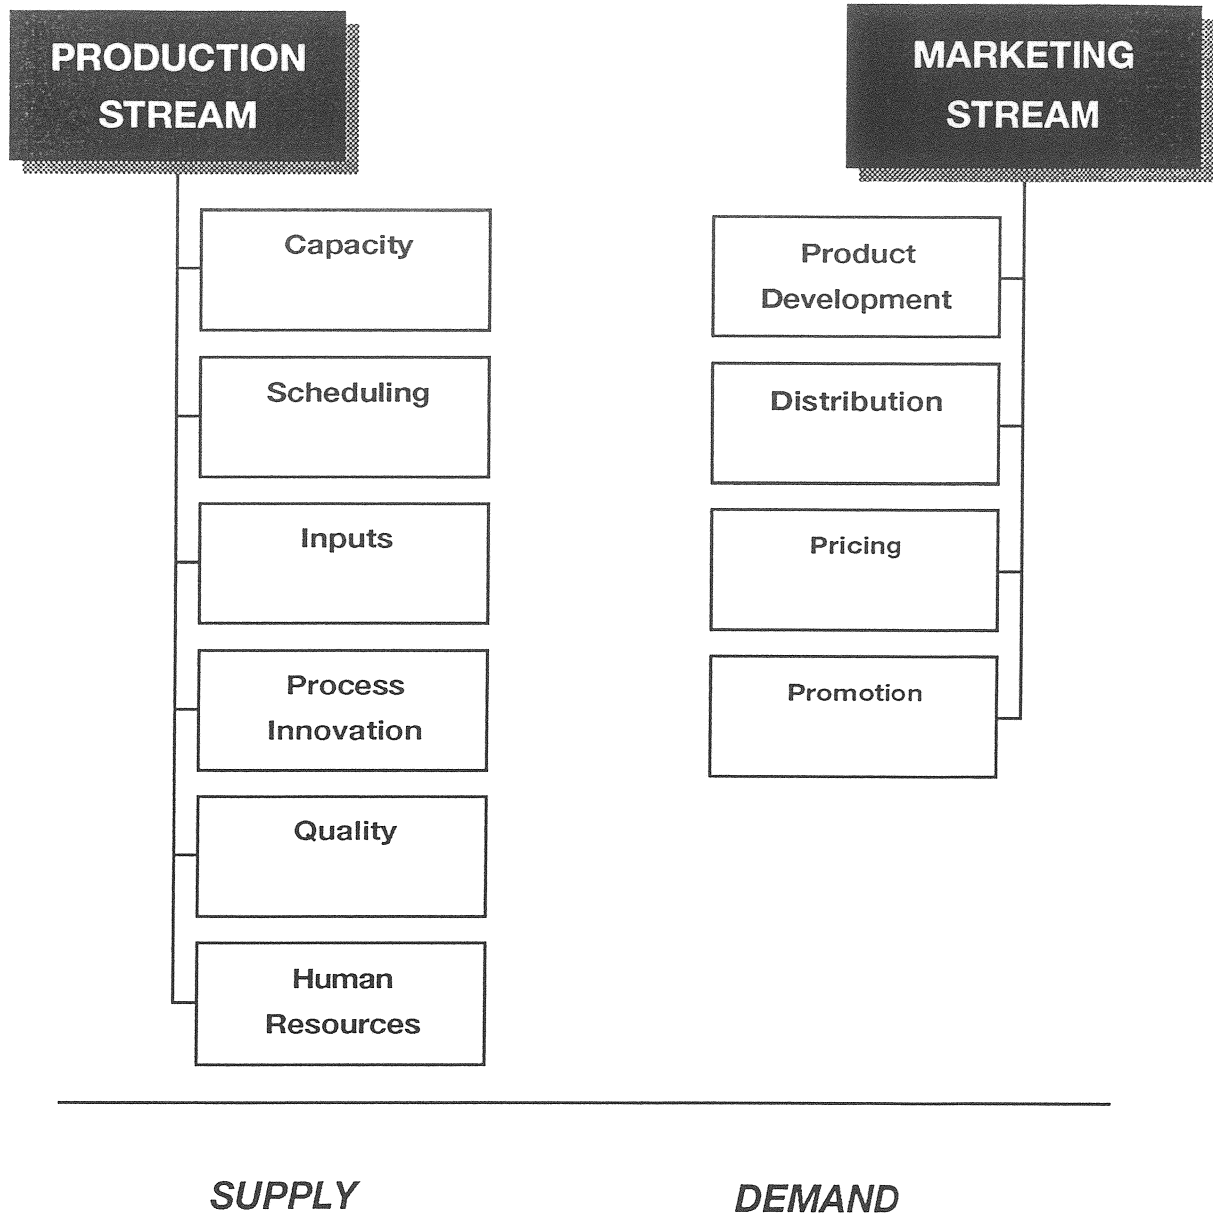 PRODUCTION
STREAM
Capacity
Scheduling
Inputs
Process
Innovation
Quality
Human
Resources
MARKETING
STREAM
Product
Development
Distribution
Pricing
Promotion
SUPPLY
DEMAND